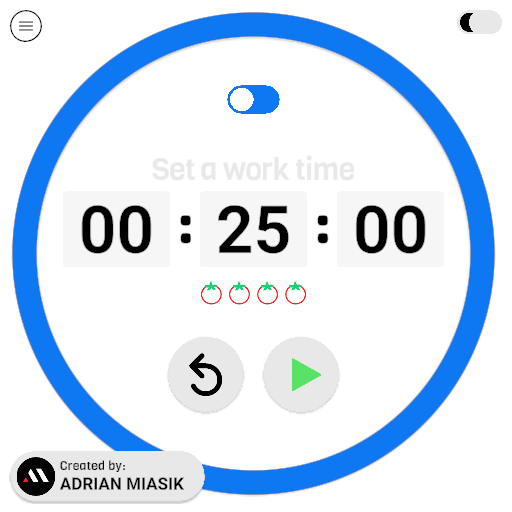 Set a work time
00 : 25 : 00
Created by:
ADRIAN MIASIK